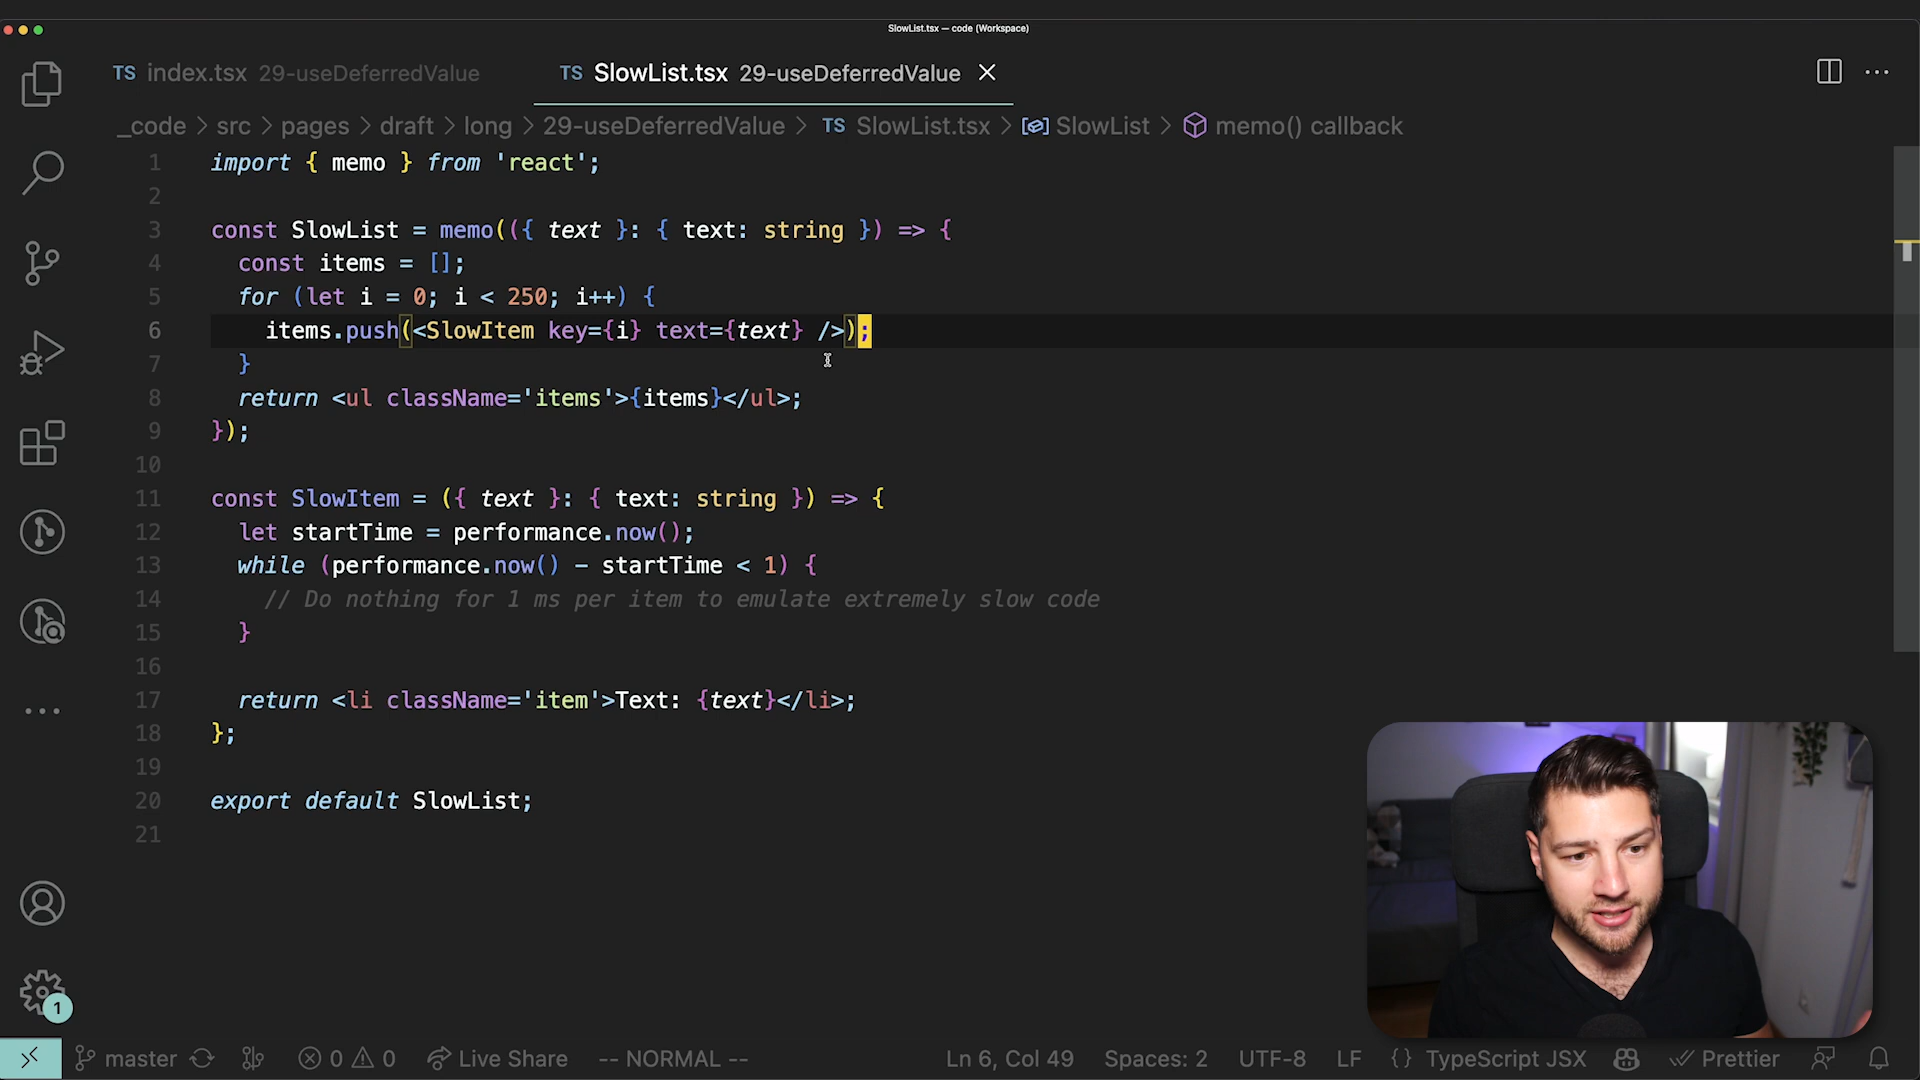 SlowList.tsx — code (Workspace)
TS index.tsx 29-useDeferredValue
TS SlowList.tsx 29-useDeferredValue
_code > src > pages > draft > long > 29-useDeferredValue > TS SlowList.tsx > SlowList > memo() callback
1 import { memo } from 'react';
2
3 const SlowList = memo(({ text }: { text: string }) => {
4 const items = [];
5 for (let i = 0; i < 250; i++) {
6 items.push(<SlowItem key={i} text={text} />);
7 }
8 return <ul className='items'>{items}</ul>;
9 });
10
11 const SlowItem = ({ text }: { text: string }) => {
12 let startTime = performance.now();
13 while (performance.now() - startTime < 1) {
14 // Do nothing for 1 ms per item to emulate extremely slow code
15 }
16
17 return <li className='item'>Text: {text}</li>;
18 };
19
20 export default SlowList;
21
1
master 0 0 Live Share -- NORMAL -- Ln 6, Col 49 Spaces: 2 UTF-8 LF {} TypeScript JSX Prettier